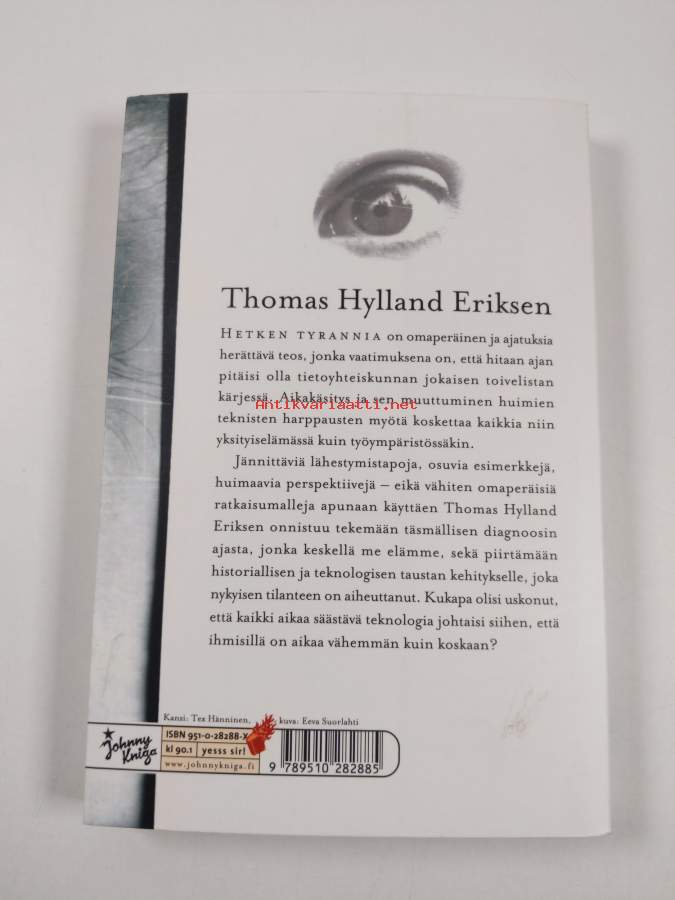 Thomas Hylland Eriksen
HETKEN TYRANNIA on omaperäinen ja ajatuksia
herättävä teos, jonka vaatimuksena on, että hitaan ajan
pitäisi olla tietoyhteiskunnan jokaisen toivelistan
kärjessä. Aikakäsitys ja sen muuttuminen huimien
Antikvariaatti.net
teknisten harppausten myötä koskettaa kaikkia niin
yksityiselämässä kuin työympäristössäkin.
Jännittäviä lähestymistapoja, osuvia esimerkkejä,
huimaavia perspektiivejä – eikä vähiten omaperäisiä
ratkaisumalleja apunaan käyttäen Thomas Hylland
Eriksen onnistuu tekemään täsmällisen diagnoosin
ajasta, jonka keskellä me elämme, sekä piirtämään
historiallisen ja teknologisen taustan kehitykselle, joka
nykyisen tilanteen on aiheuttanut. Kukapa olisi uskonut,
että kaikki aikaa säästävä teknologia johtaisi siihen, että
ihmisillä on aikaa vähemmän kuin koskaan?
Kansi: Tea Hänninen, kuva: Eeva Suorlahti
Johnny Kniga
ISBN 951-0-28288-X
kl 90.1 yesss sir!
www.johnnykniga.fi
9 789510 282885